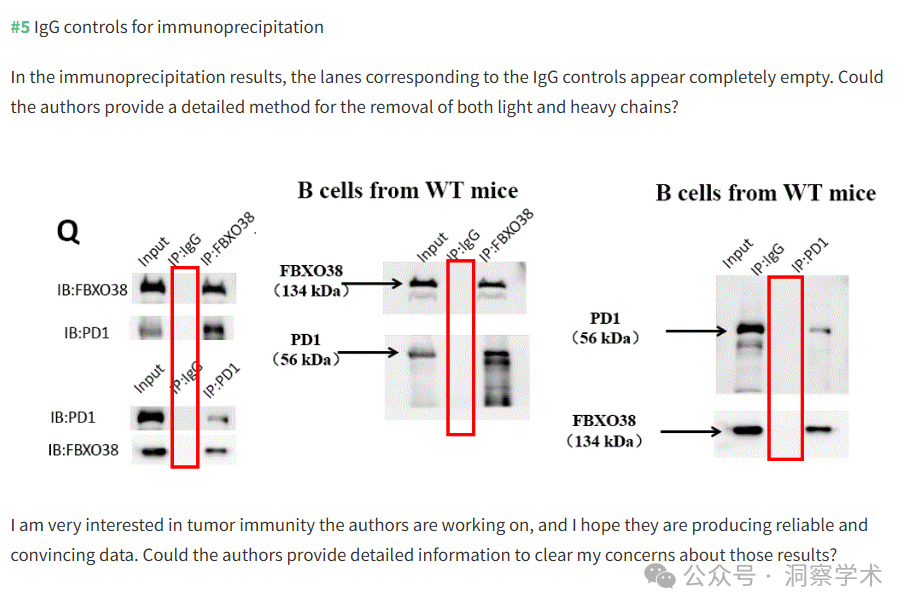 #5 IgG controls for immunoprecipitation
In the immunoprecipitation results, the lanes corresponding to the IgG controls appear completely empty. Could
the authors provide a detailed method for the removal of both light and heavy chains?
Q
Input IP:IgG IP:FBXO38
IB:FBXO38
IB:PD1
Input IP:IgG IP:PD1
IB:PD1
IB:FBXO38
B cells from WT mice
Input IP:IgG IP:FBXO38
FBXO38
(134 kDa)
PD1
(56 kDa)
B cells from WT mice
Input IP:IgG IP:PD1
PD1
(56 kDa)
FBXO38
(134 kDa)
I am very interested in tumor immunity the authors are working on, and I hope they are producing reliable and
convincing data. Could the authors provide detailed information to clear my concerns about those results?
公众号 · 洞察学术